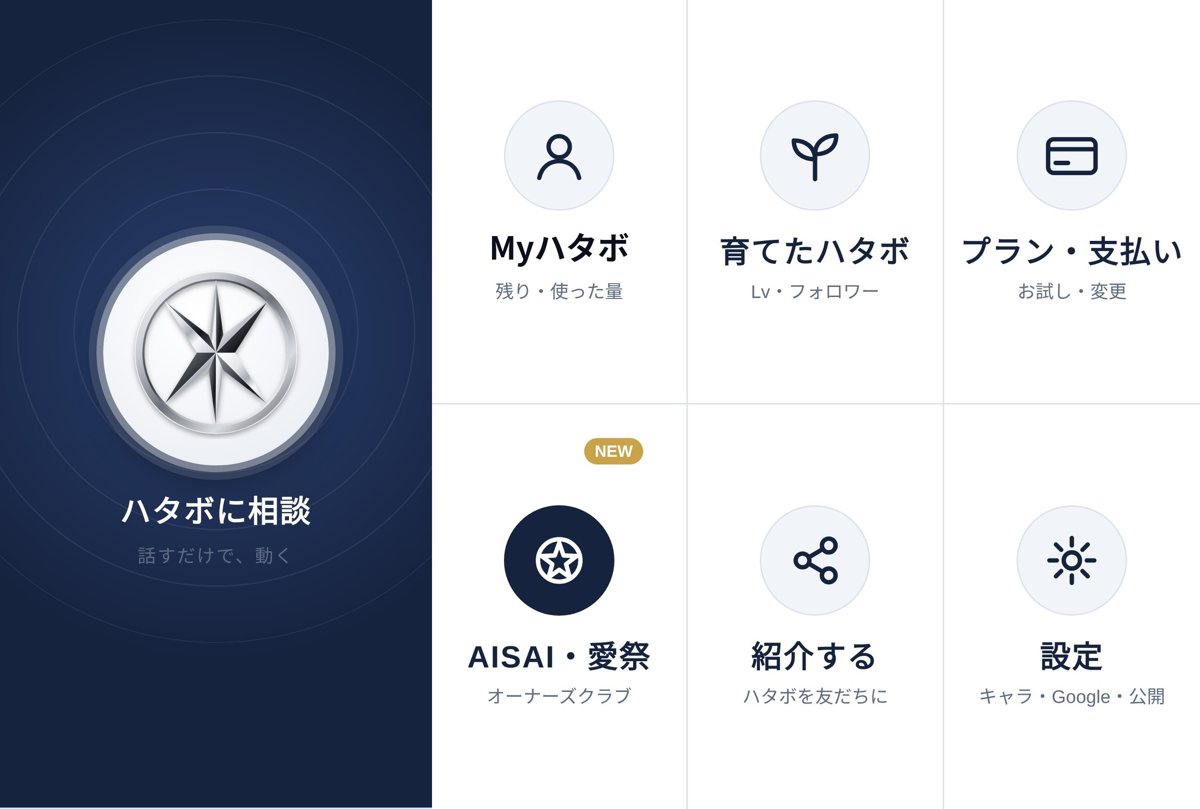 ハタボに相談
話すだけで、動く
Myハタボ
残り・使った量
育てたハタボ
Lv・フォロワー
プラン・支払い
お試し・変更
NEW
AISAI・愛祭
オーナーズクラブ
紹介する
ハタボを友だちに
設定
キャラ・Google・公開